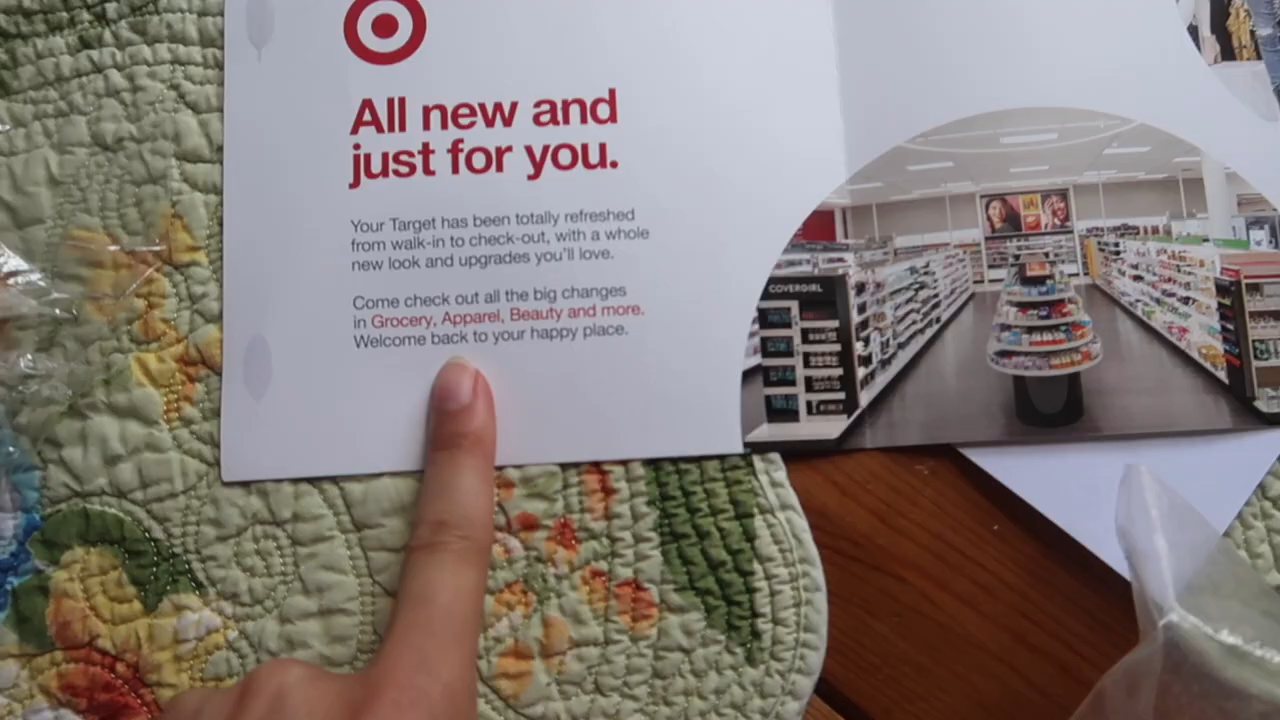 All new and
just for you.
Your Target has been totally refreshed
from walk-in to check-out, with a whole
new look and upgrades you'll love.
Come check out all the big changes
in Grocery, Apparel, Beauty and more.
Welcome back to your happy place.
COVERGIRL